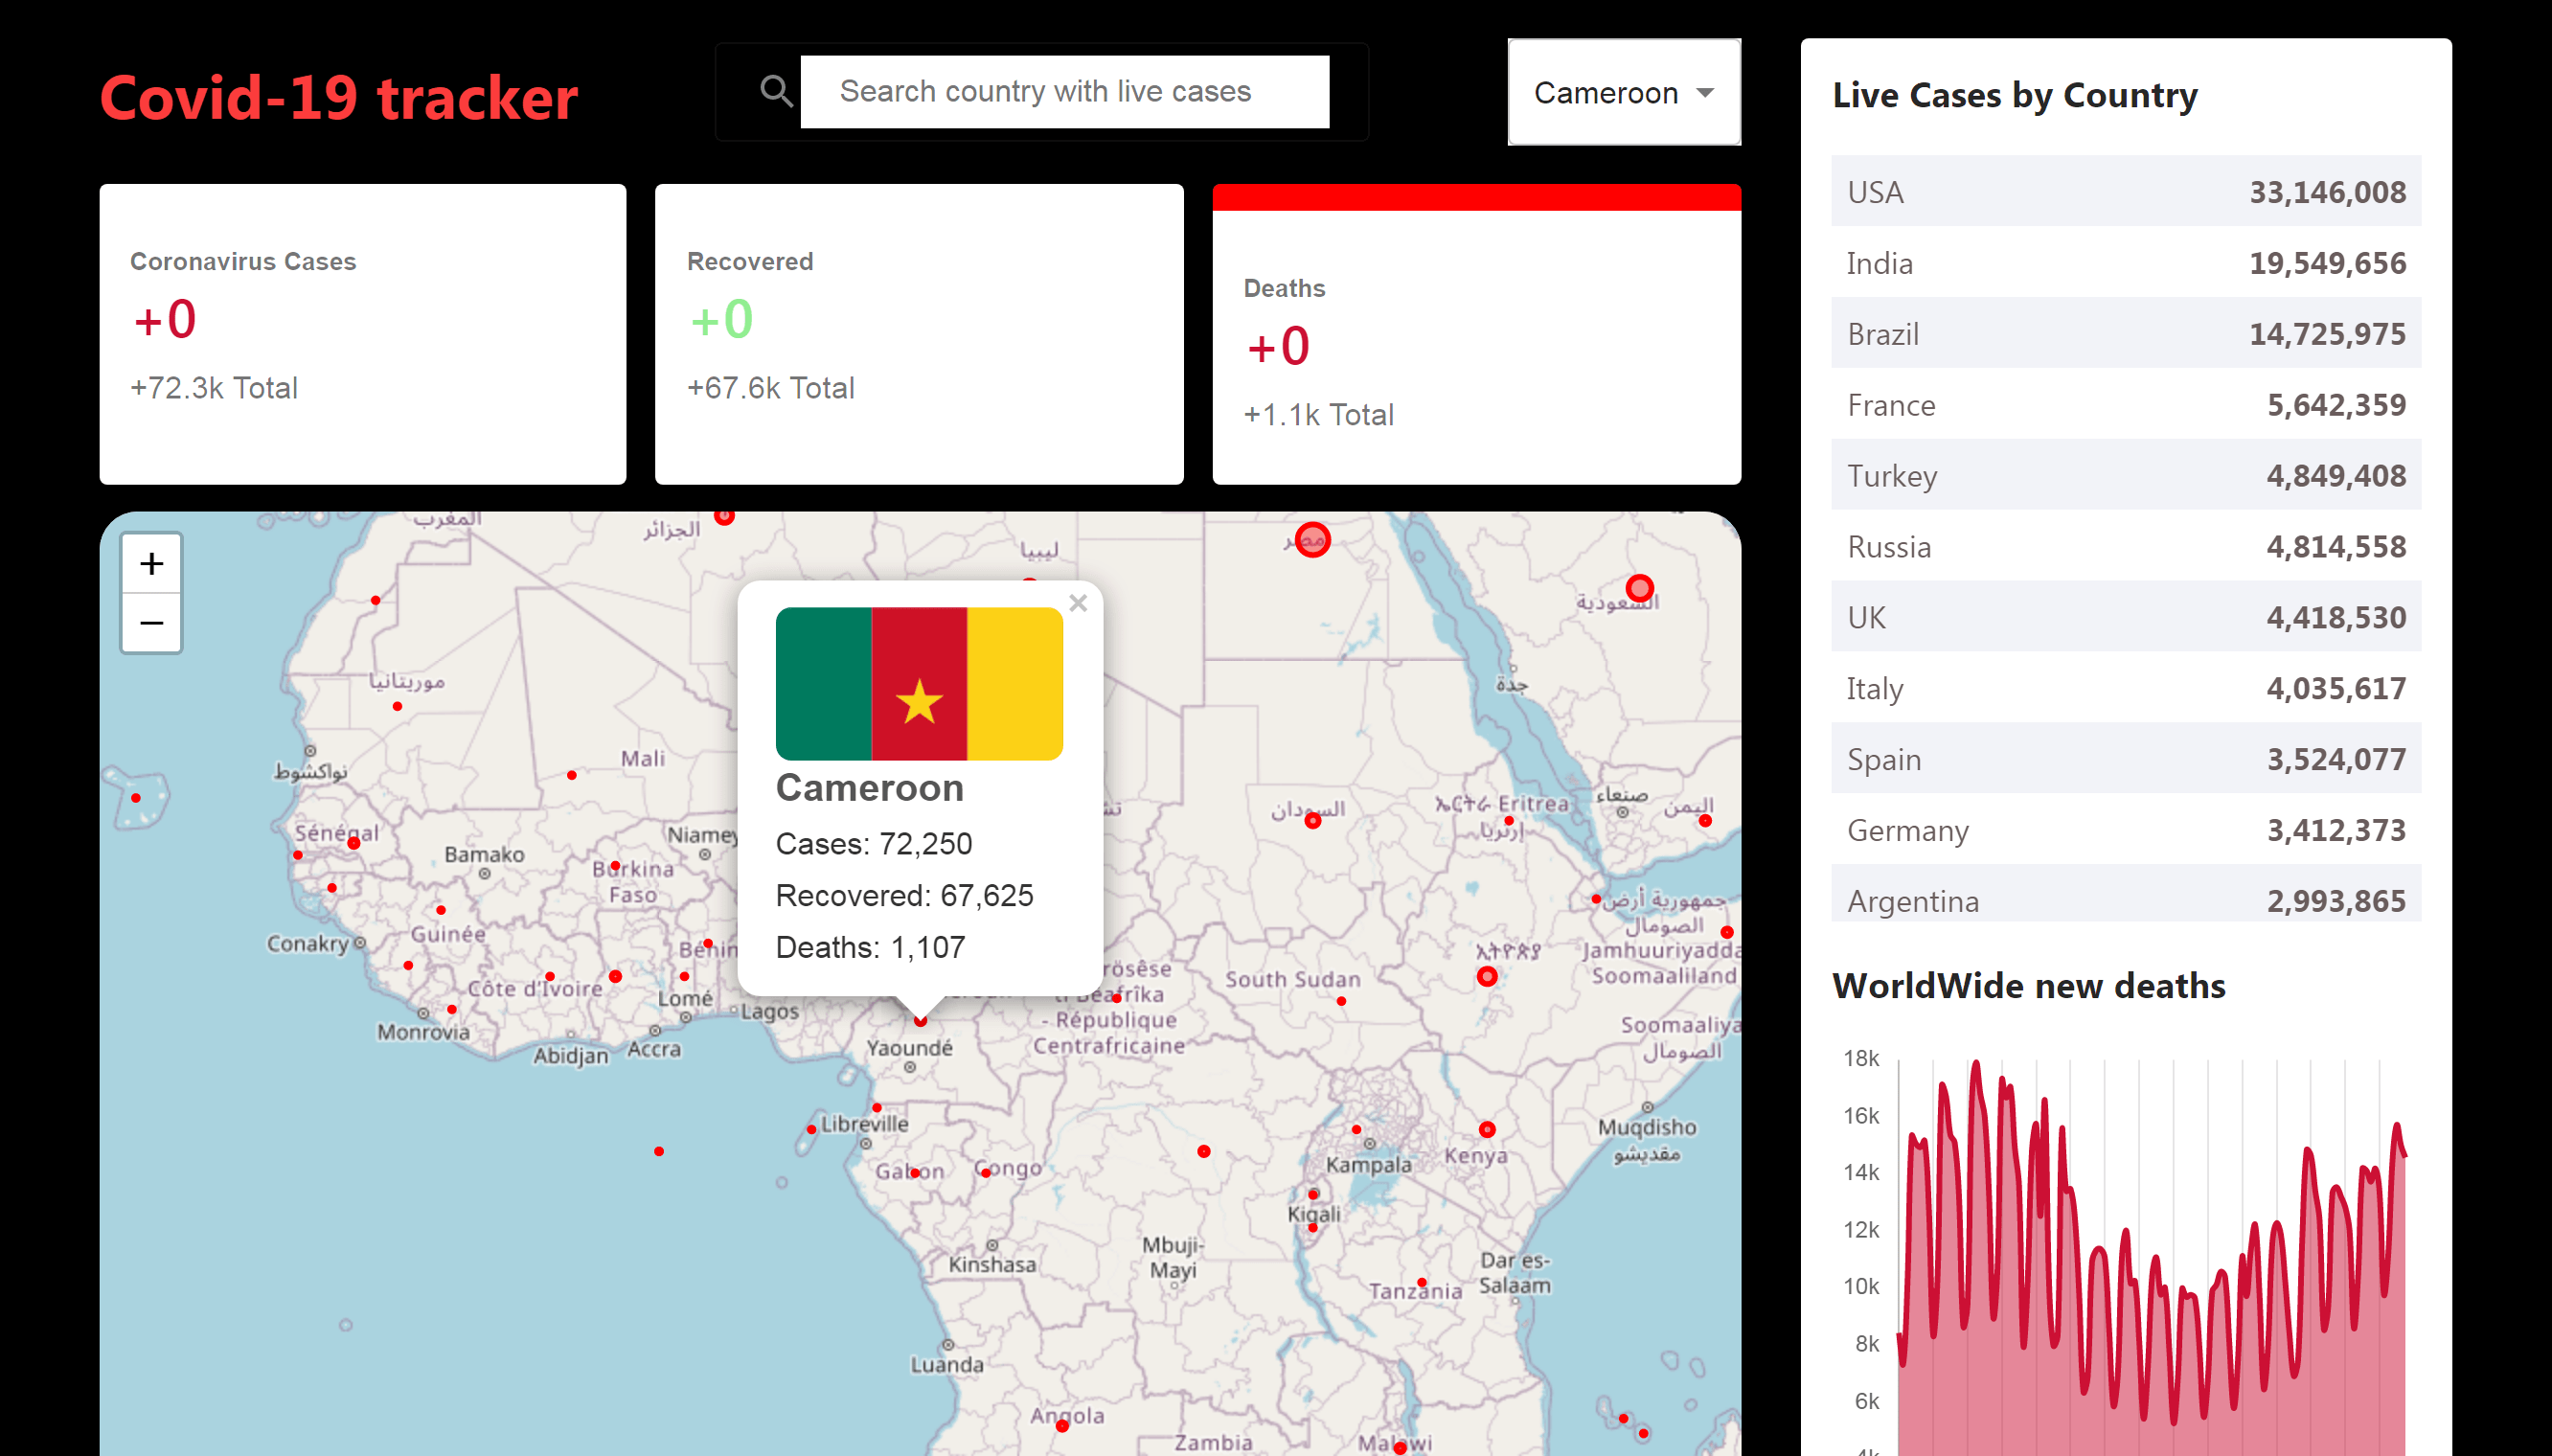 Covid-19 tracker
Search country with live cases
Cameroon
Coronavirus Cases
+0
+72.3k Total
Recovered
+0
+67.6k Total
Deaths
+0
+1.1k Total
+
−
المغرب
الجزائر
ليبيا
مصر
السعودية
موريتانيا
جدة
Mali
نواكشوط
Sénégal
Bamako
Niamey
Burkina
Faso
Conakry
Guinée
Bénin
Côte d'Ivoire
Lomé
Lagos
Monrovia
Abidjan
Accra
×
Cameroon
Cases: 72,250
Recovered: 67,625
Deaths: 1,107
السودان
ኤርትራ Eritrea
إرتريا
صنعاء
اليمن
جمهورية أرض
الصومال
Jamhuuriyadda
Soomaaliland
ኢትዮጵያ
South Sudan
- République
Centrafricaine
Soomaaliya
الصومال
Yaoundé
Libreville
Gabon
Congo
Kampala
Kenya
Muqdisho
مقديشو
Kigali
Kinshasa
Mbuji-
Mayi
Dar es-
Salaam
Tanzania
Luanda
Angola
Zambia
Malawi
Live Cases by Country
USA 33,146,008
India 19,549,656
Brazil 14,725,975
France 5,642,359
Turkey 4,849,408
Russia 4,814,558
UK 4,418,530
Italy 4,035,617
Spain 3,524,077
Germany 3,412,373
Argentina 2,993,865
WorldWide new deaths
18k
16k
14k
12k
10k
8k
6k
4k